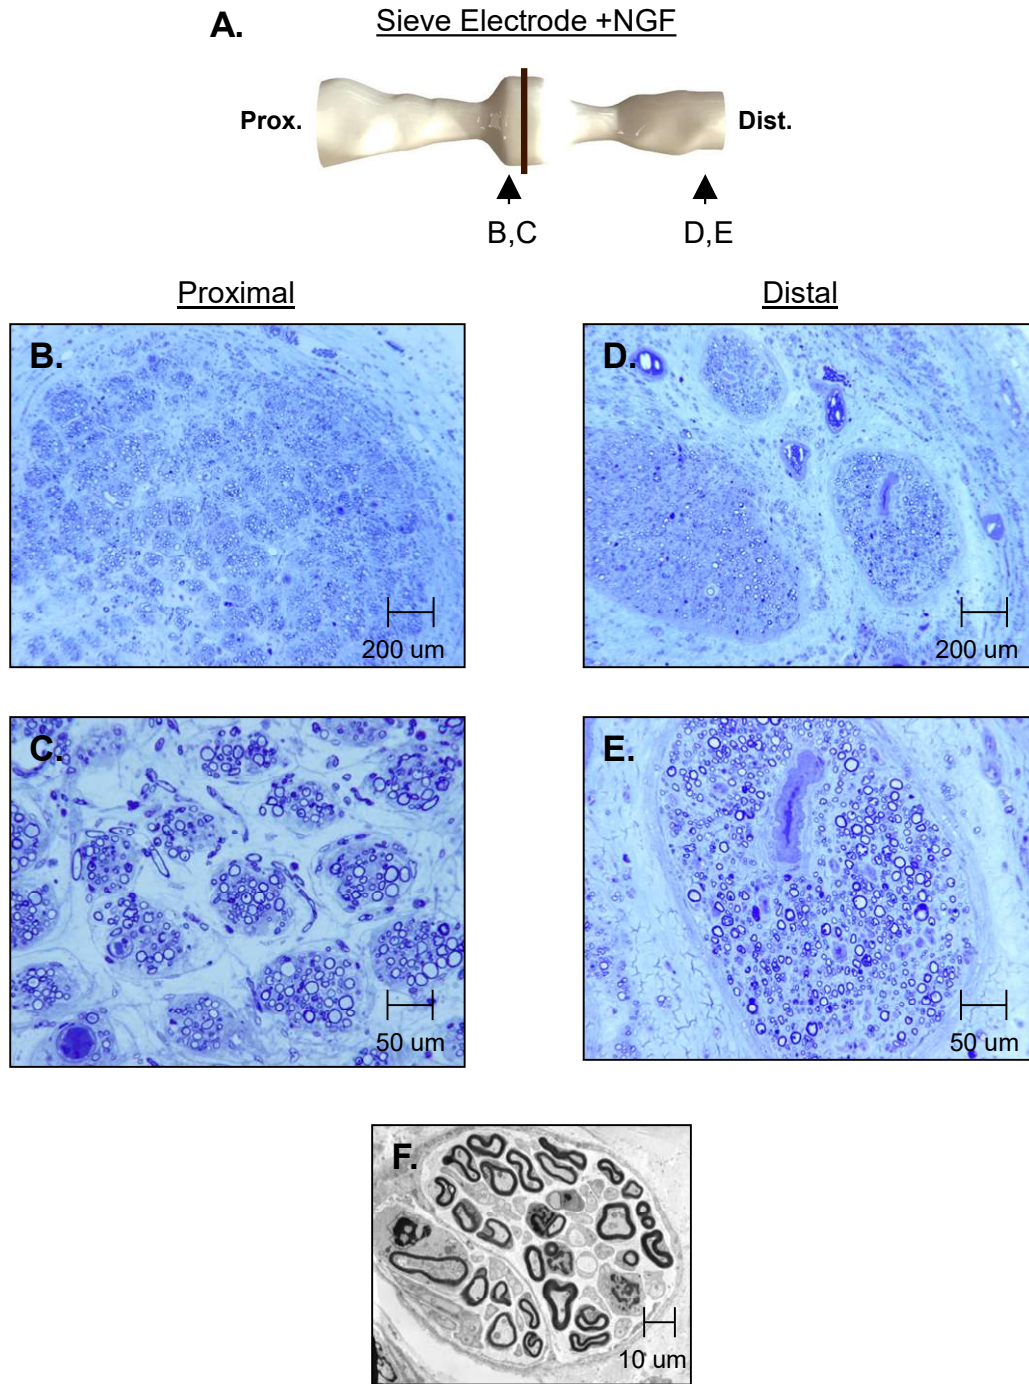 A.
Sieve Electrode +NGF
Prox.
Dist.
B,C
D,E
Proximal
Distal
B.
200 um
D.
200 um
C.
50 um
E.
50 um
F.
10 um